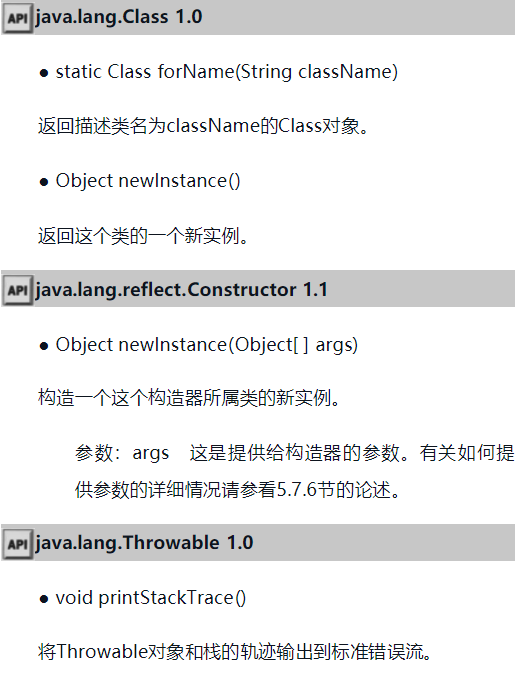 API java.lang.Class 1.0
● static Class forName(String className)
返回描述类名为className的Class对象。
● Object newInstance()
返回这个类的一个新实例。
API java.lang.reflect.Constructor 1.1
● Object newInstance(Object[ ] args)
构造一个这个构造器所属类的新实例。
参数：args　这是提供给构造器的参数。有关如何提
供参数的详细情况请参看5.7.6节的论述。
API java.lang.Throwable 1.0
● void printStackTrace()
将Throwable对象和栈的轨迹输出到标准错误流。